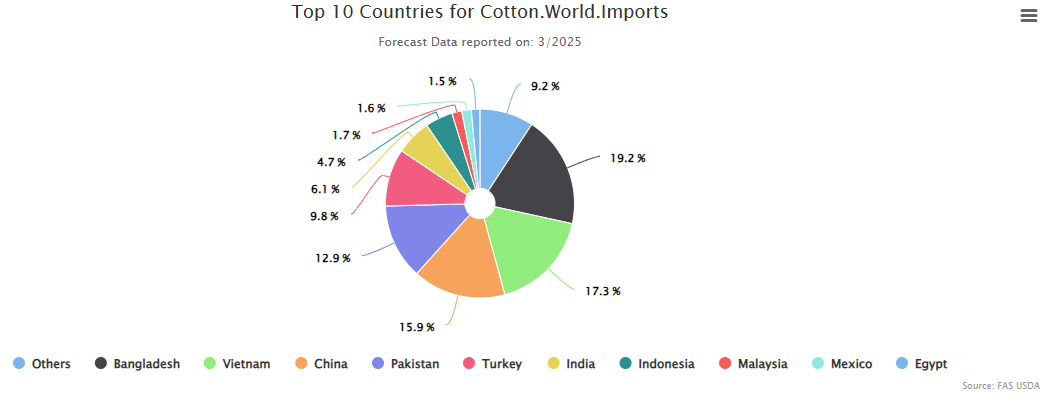 Top 10 Countries for Cotton.World.Imports
Forecast Data reported on: 3/2025
1.5 %
9.2 %
1.6 %
1.7 %
19.2 %
4.7 %
6.1 %
9.8 %
12.9 %
17.3 %
15.9 %
Others Bangladesh Vietnam China Pakistan Turkey India Indonesia Malaysia Mexico Egypt
Source: FAS USDA